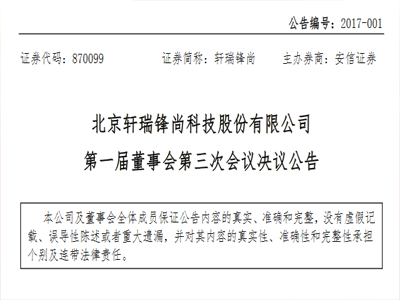 公告编号：2017-001
证券代码：870099 证券简称：轩瑞锋尚 主办券商：安信证券
北京轩瑞锋尚科技股份有限公司
第一届董事会第三次会议决议公告
本公司及董事会全体成员保证公告内容的真实、准确和完整，没有虚假记
载、误导性陈述或者重大遗漏，并对其内容的真实性、准确性和完整性承担
个别及连带法律责任。